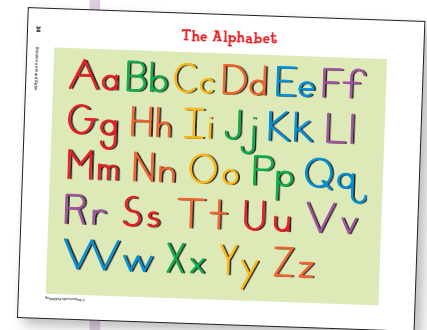 The Alphabet
Aa Bb Cc Dd Ee Ff
Gg Hh Ii Jj Kk Ll
Mm Nn Oo Pp Qq
Rr Ss Tt Uu Vv
Ww Xx Yy Zz